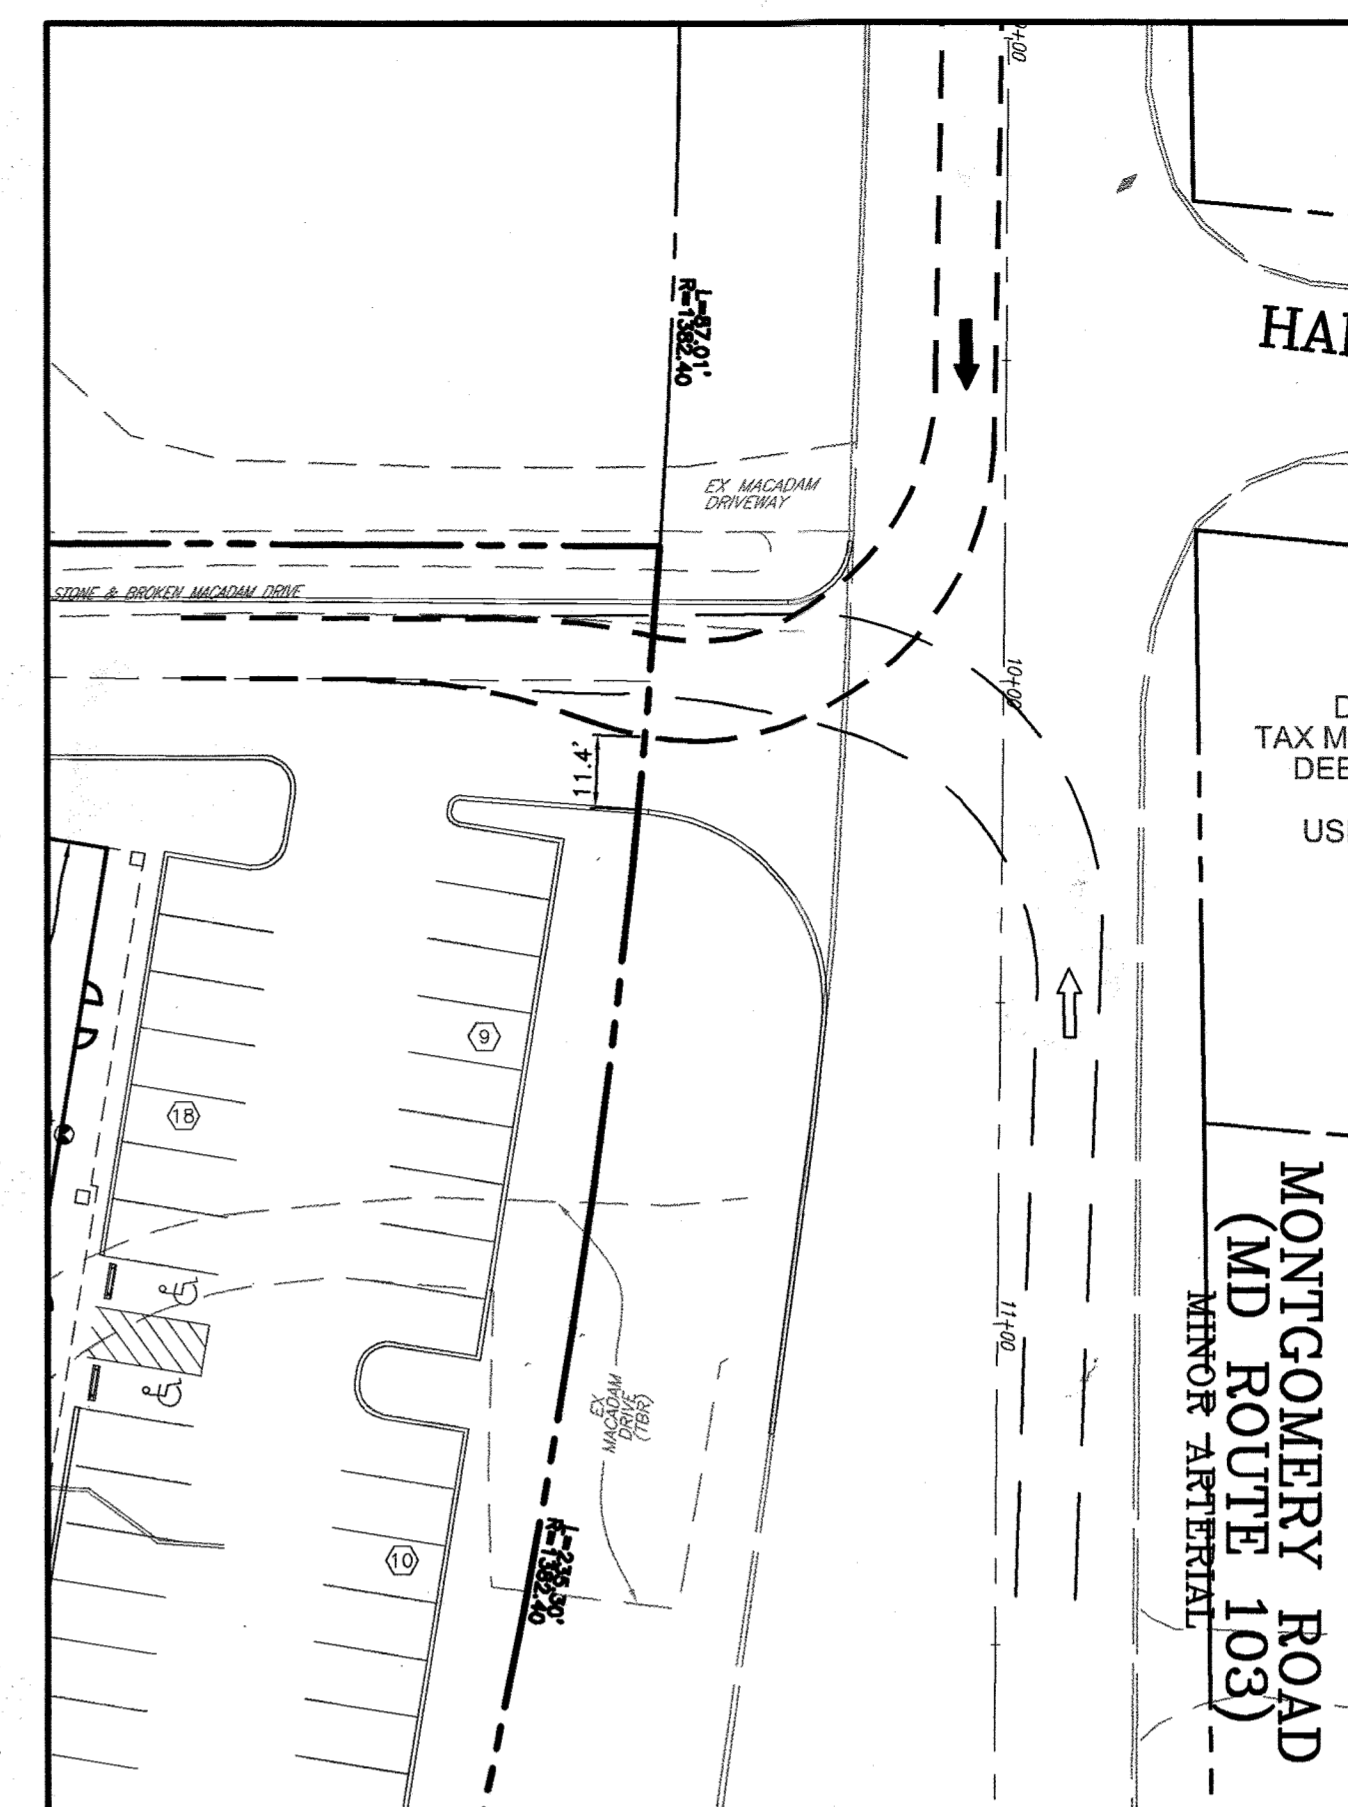 +00
L=87.01'
R=1382.40
HA
EX MACADAM
DRIVEWAY
STONE & BROKEN MACADAM DRIVE
10+00
11.4'
D
TAX M
DEE
US
9
18
MONTGOMERY ROAD
(MD ROUTE 103)
MINOR ARTERIAL
11+00
EX
MACADAM
DRIVE
(TBR)
10
L=235.30'
R=1382.40